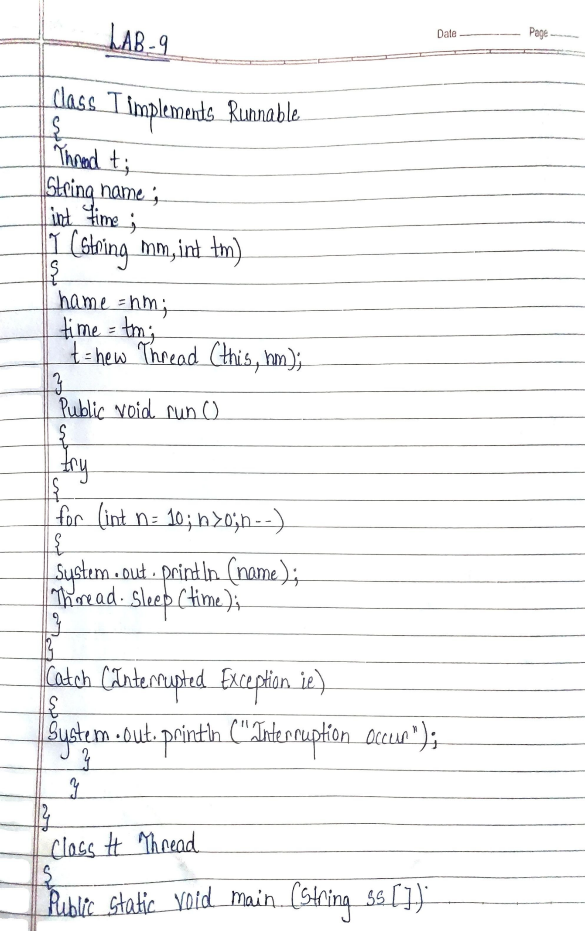 LAB-9
Date Page
Class T implements Runnable
{
Thread t;
String name ;
int time ;
T (String mm, int tm)
{
name = nm;
time = tm;
t = new Thread (this, nm);
}
Public void run ()
{
try
{
for (int n= 10; n>0;n--)
{
System.out.println (name);
Thread. Sleep (time);
}
}
Catch (Interrupted Exception ie)
{
System.out.println ("Interruption occur");
}
}
}
Class tt Thread
{
Public static void main (String ss [])